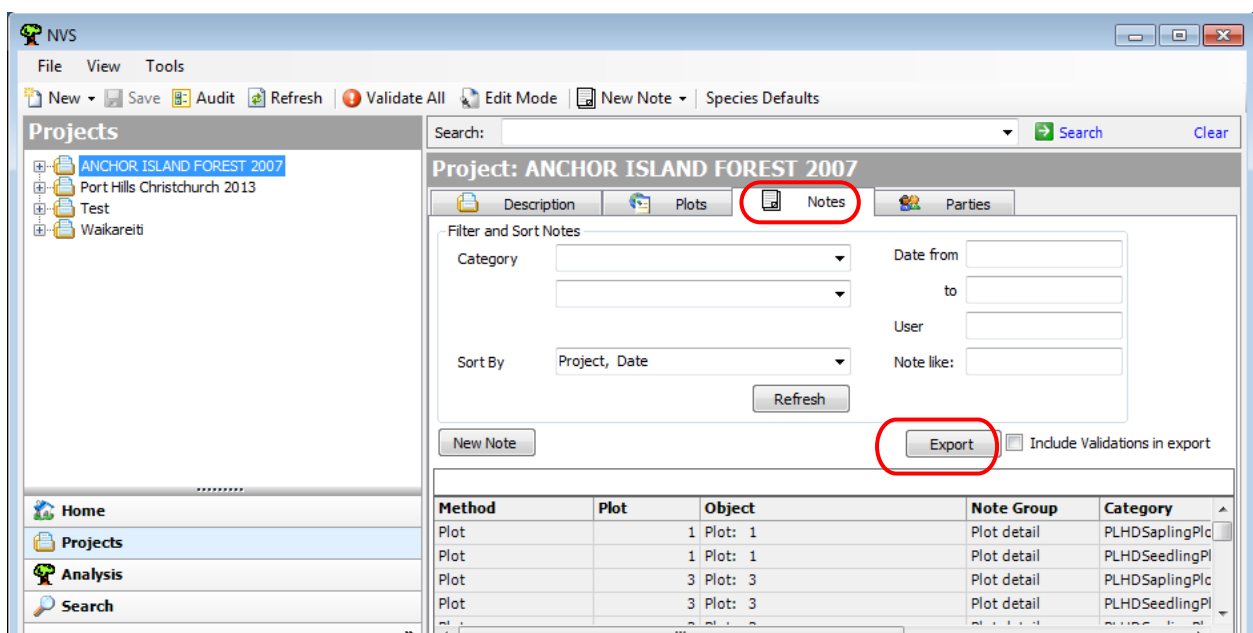 NVS
File View Tools
New Save Audit Refresh Validate All Edit Mode New Note Species Defaults
Projects
ANCHOR ISLAND FOREST 2007
Port Hills Christchurch 2013
Test
Waikareiti
Home
Projects
Analysis
Search
Search: Search Clear
Project: ANCHOR ISLAND FOREST 2007
Description Plots Notes Parties
Filter and Sort Notes
Category Date from
to
User
Sort By Project, Date Note like:
Refresh
New Note Export Include Validations in export
Method Plot Object Note Group Category
Plot 1 Plot: 1 Plot detail PLHDSaplingPlo
Plot 1 Plot: 1 Plot detail PLHDSeedlingPl
Plot 3 Plot: 3 Plot detail PLHDSaplingPlo
Plot 3 Plot: 3 Plot detail PLHDSeedlingPl